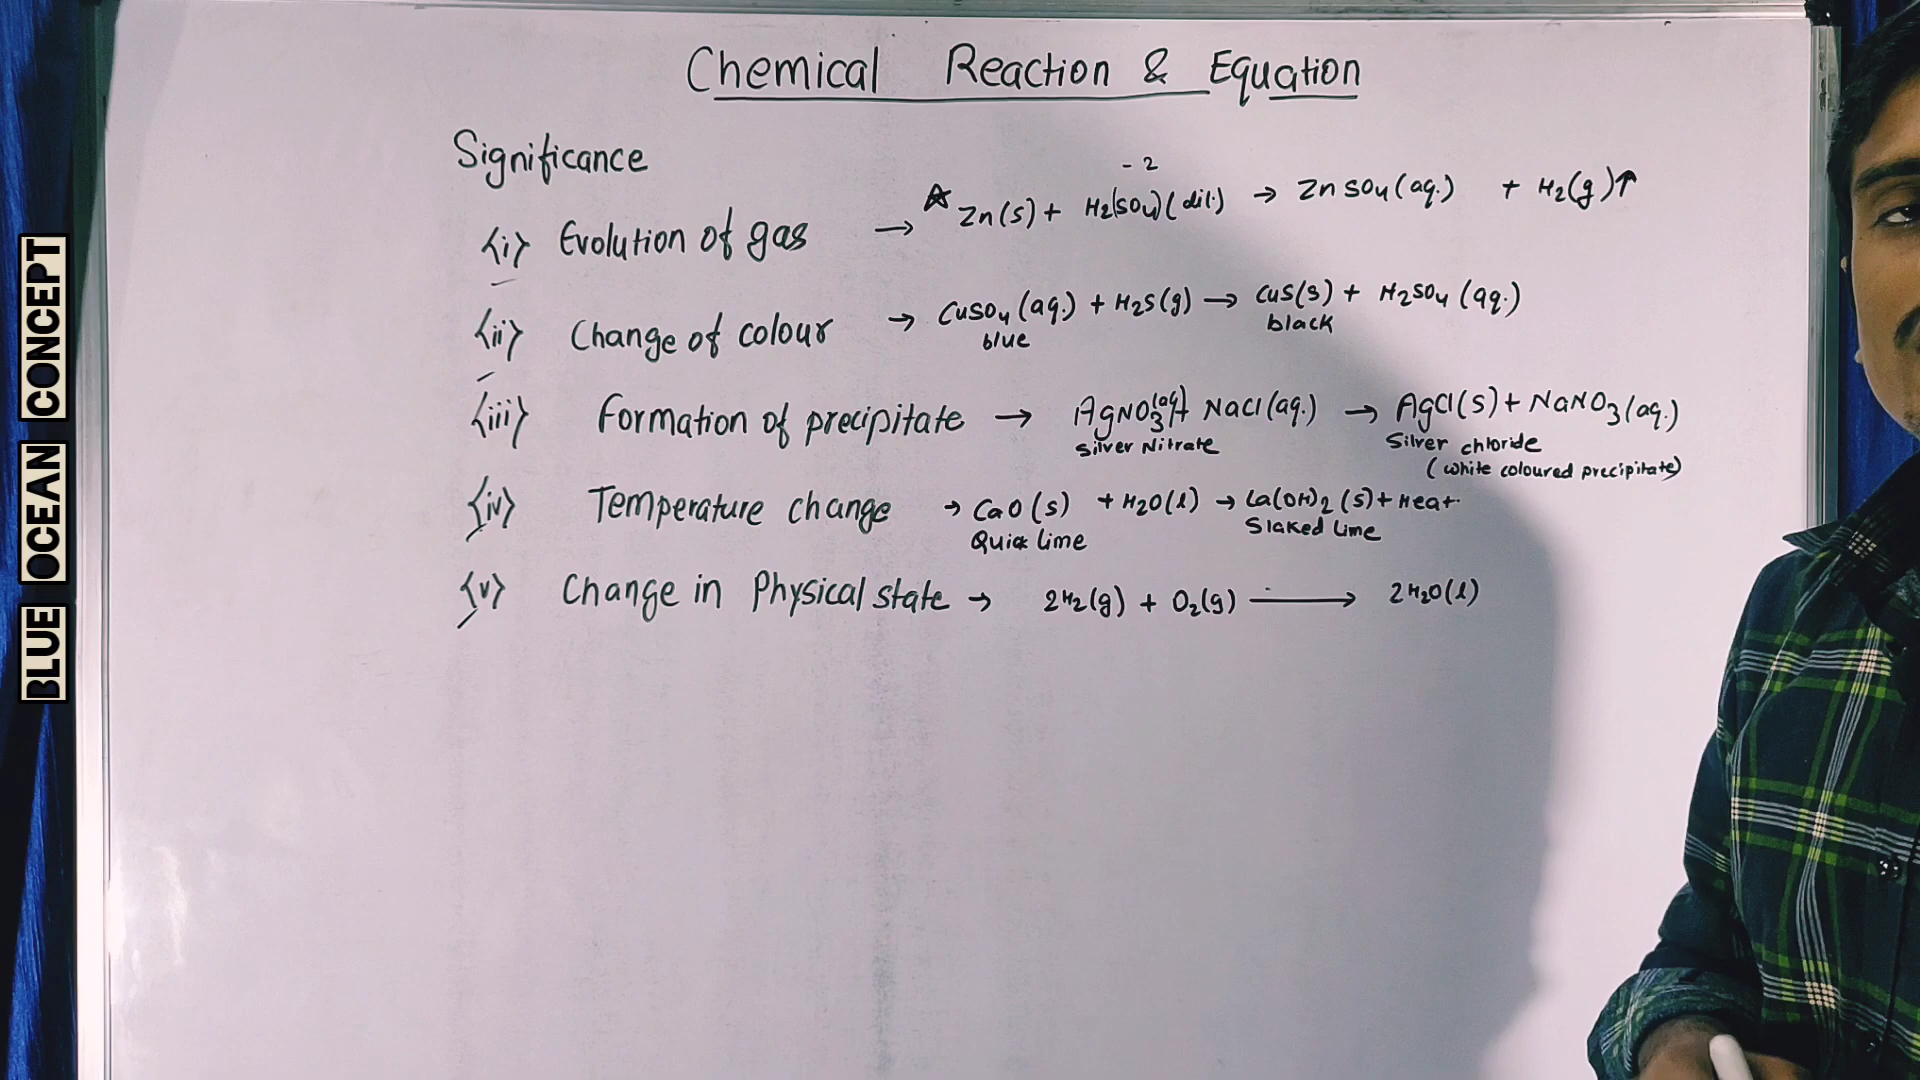 Chemical Reaction & Equation
Significance
-2
(i) Evolution of gas → Zn(s) + H2(SO4)(dil.) → ZnSO4(aq.) + H2(g)↑
(ii) Change of colour → CuSO4(aq.) + H2S(g) → CuS(s) + H2SO4(aq.)
blue black
(iii) Formation of precipitate → AgNO3(aq) + NaCl(aq.) → AgCl(s) + NaNO3(aq.)
Silver Nitrate Silver chloride
(white coloured precipitate)
(iv) Temperature change → CaO(s) + H2O(l) → Ca(OH)2(s) + Heat
Quick lime Slaked Lime
(v) Change in Physical state → 2H2(g) + O2(g) → 2H2O(l)
BLUE OCEAN CONCEPT